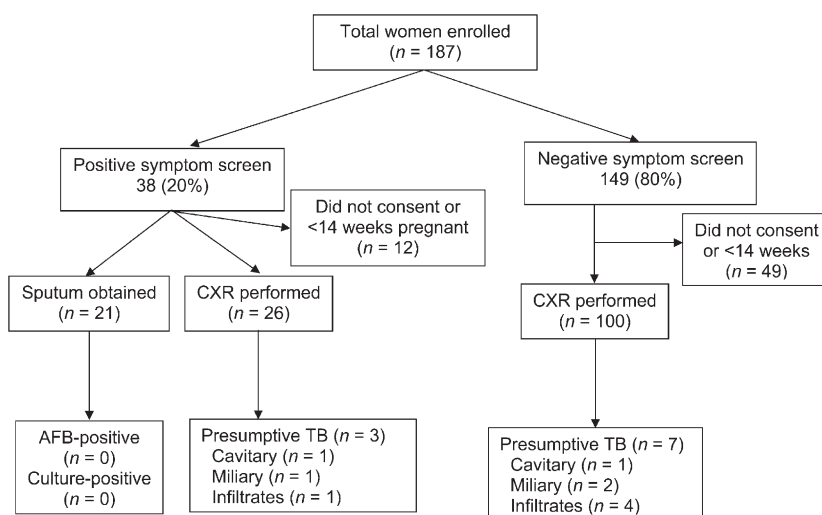 Total women enrolled
(n = 187)
Positive symptom screen
38 (20%)
Negative symptom screen
149 (80%)
Did not consent or
<14 weeks pregnant
(n = 12)
Did not consent
or <14 weeks
(n = 49)
Sputum obtained
(n = 21)
CXR performed
(n = 26)
CXR performed
(n = 100)
AFB-positive
(n = 0)
Culture-positive
(n = 0)
Presumptive TB (n = 3)
Cavitary (n = 1)
Miliary (n = 1)
Infiltrates (n = 1)
Presumptive TB (n = 7)
Cavitary (n = 1)
Miliary (n = 2)
Infiltrates (n = 4)